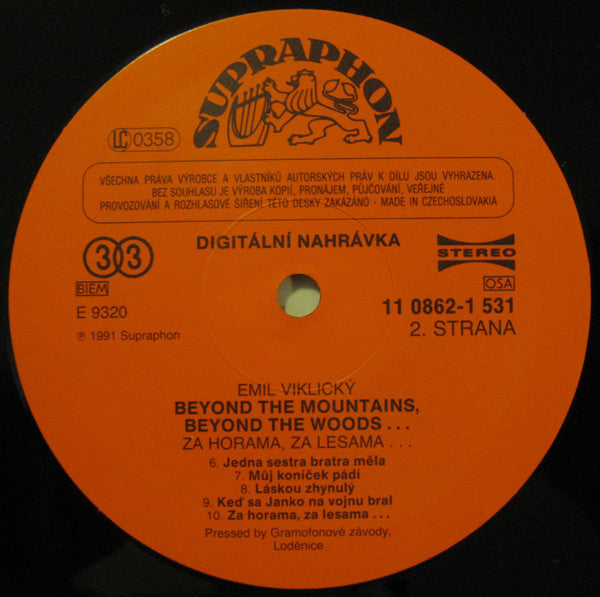 SUPRAPHON
LC 0358
VŠECHNA PRÁVA VÝROBCE A VLASTNÍKŮ AUTORSKÝCH PRÁV K DÍLU JSOU VYHRAZENA.
BEZ SOUHLASU JE VÝROBA KOPIÍ, PRONÁJEM, PŮJČOVÁNÍ, VEŘEJNÉ
PROVOZOVÁNÍ A ROZHLASOVÉ ŠÍŘENÍ TÉTO DESKY ZAKÁZÁNO - MADE IN CZECHOSLOVAKIA
DIGITÁLNÍ NAHRÁVKA
33
STEREO
BIEM
OSA
E 9320
11 0862-1 531
℗ 1991 Supraphon
2. STRANA
EMIL VIKLICKÝ
BEYOND THE MOUNTAINS,
BEYOND THE WOODS . . .
ZA HORAMA, ZA LESAMA . . .
6. Jedna sestra bratra měla
7. Můj koníček pádí
8. Láskou zhynulý
9. Keď sa Janko na vojnu bral
10. Za horama, za lesama . . .
Pressed by Gramofonové závody,
Loděnice